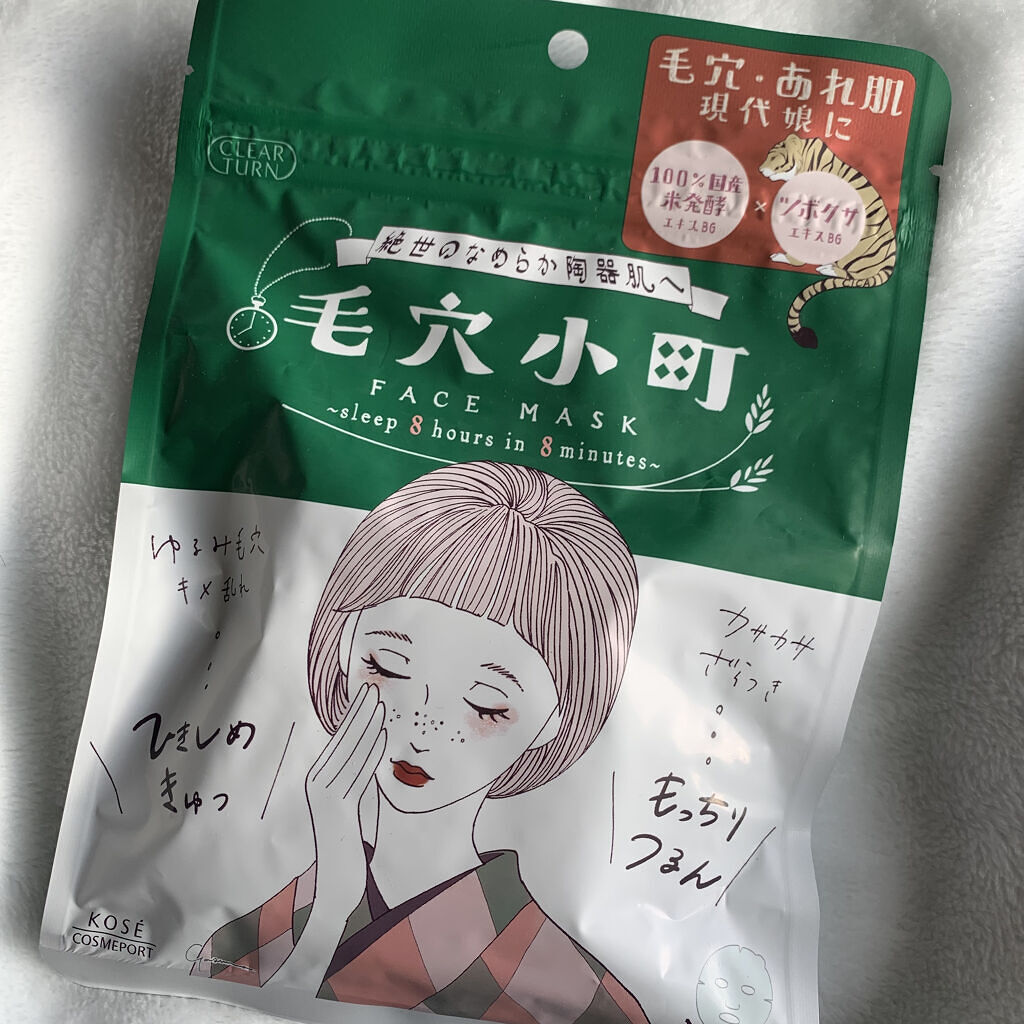 毛穴・あれ肌
現代娘に
CLEAR
TURN
100%国産
米発酵
エキスBG
×
ツボクサ
エキスBG
CICA
絶世のなめらか陶器肌へ
毛穴小町
FACE MASK
~sleep 8 hours in 8 minutes~
ゆるみ毛穴
キメ乱れ
ひきしめ
きゅっ
カサカサ
ざらつき
もっちり
つるん
KOSÉ
COSMEPORT